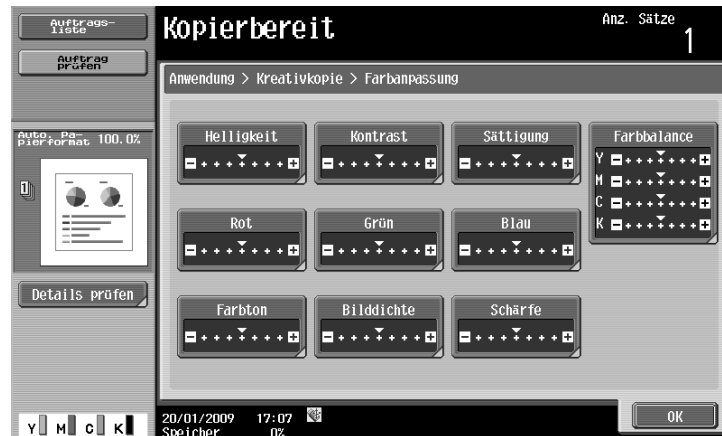 Auftrags-
liste
Auftrag
prüfen
Kopierbereit
Anz. Sätze
1
Anwendung > Kreativkopie > Farbanpassung
Auto. Pa-
pierformat 100.0%
1
Details prüfen
Helligkeit
Kontrast
Sättigung
Farbbalance
Y
M
C
K
Rot
Grün
Blau
Farbton
Bilddichte
Schärfe
Y M C K
20/01/2009 17:07
Speicher 0%
OK